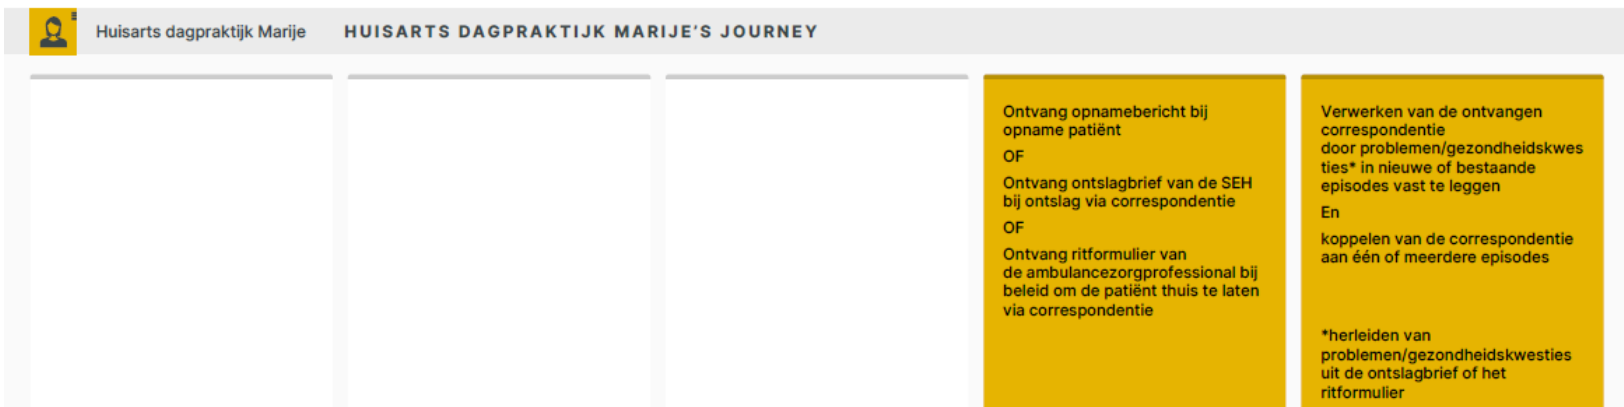 Huisarts dagpraktijk Marije
HUISARTS DAGPRAKTIJK MARIJE'S JOURNEY
Ontvang opnamebericht bij
opname patiënt
OF
Ontvang ontslagbrief van de SEH
bij ontslag via correspondentie
OF
Ontvang ritformulier van
de ambulancezorgprofessional bij
beleid om de patiënt thuis te laten
via correspondentie
Verwerken van de ontvangen
correspondentie
door problemen/gezondheidskwes
ties* in nieuwe of bestaande
episodes vast te leggen
En
koppelen van de correspondentie
aan één of meerdere episodes
*herleiden van
problemen/gezondheidskwesties
uit de ontslagbrief of het
ritformulier